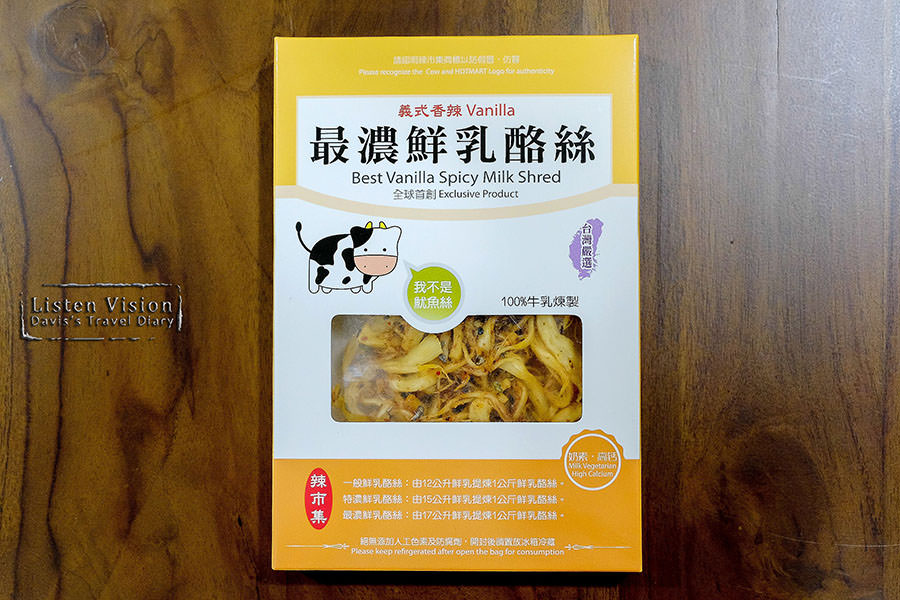 請認明辣市集商標以防假冒、仿冒
Please recognize the Cow and HOTMART Logo for authenticity
義式香辣 Vanilla
最濃鮮乳酪絲
Best Vanilla Spicy Milk Shred
全球首創 Exclusive Product
台灣嚴選
我不是
魷魚絲
100%牛乳煉製
Listen Vision
Davis's Travel Diary
奶素．高鈣
Milk Vegetarian
High Calcium
辣市集
一般鮮乳酪絲：由12公升鮮乳提煉1公斤鮮乳酪絲。
特濃鮮乳酪絲：由15公升鮮乳提煉1公斤鮮乳酪絲。
最濃鮮乳酪絲：由17公升鮮乳提煉1公斤鮮乳酪絲。
絕無添加人工色素及防腐劑，開封後請置放冰箱冷藏
Please keep refirgerated after open the bag for consumption